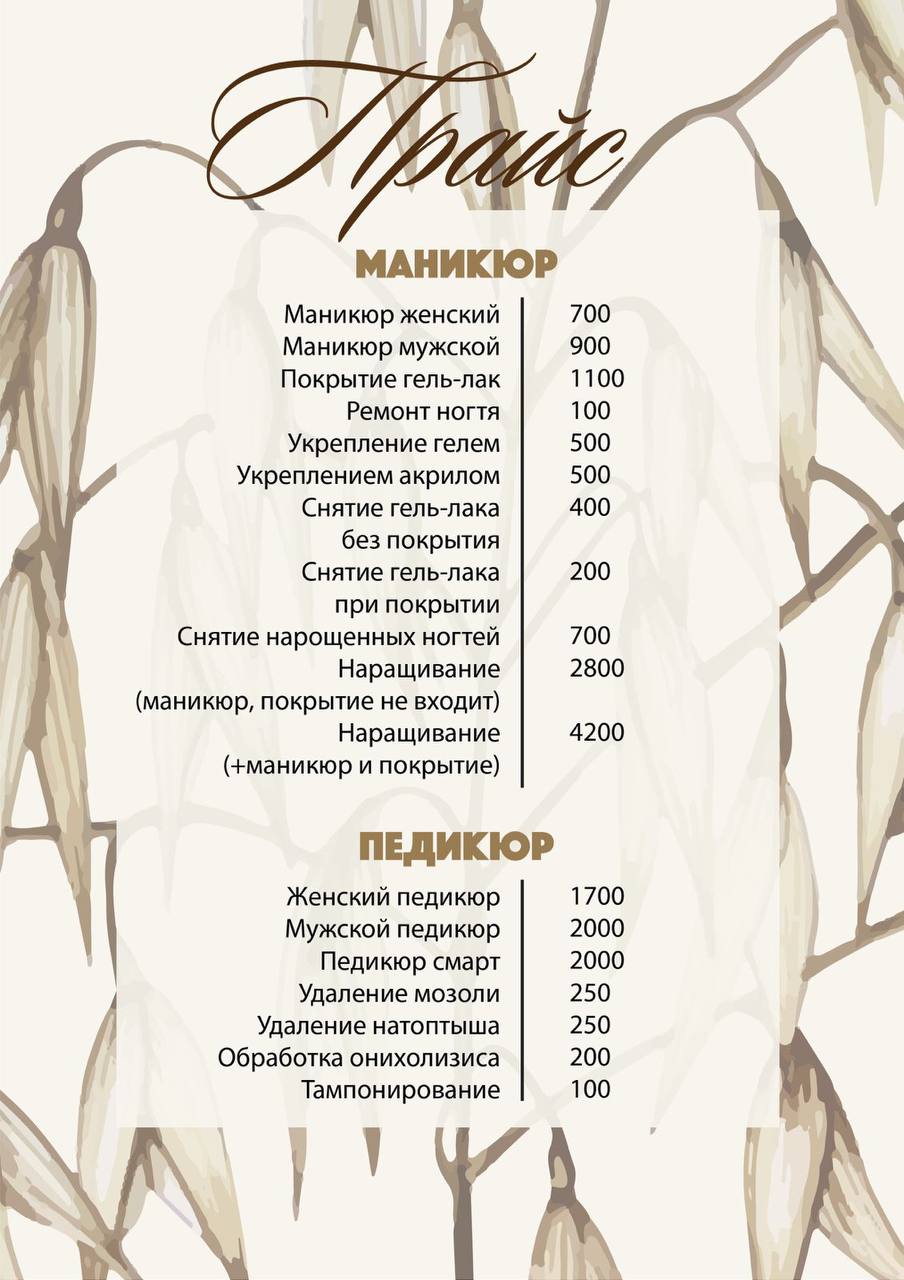 Прайс
МАНИКЮР
Маникюр женский 700
Маникюр мужской 900
Покрытие гель-лак 1100
Ремонт ногтя 100
Укрепление гелем 500
Укреплением акрилом 500
Снятие гель-лака 400
без покрытия
Снятие гель-лака 200
при покрытии
Снятие нарощенных ногтей 700
Наращивание 2800
(маникюр, покрытие не входит)
Наращивание 4200
(+маникюр и покрытие)
ПЕДИКЮР
Женский педикюр 1700
Мужской педикюр 2000
Педикюр смарт 2000
Удаление мозоли 250
Удаление натоптыша 250
Обработка онихолизиса 200
Тампонирование 100